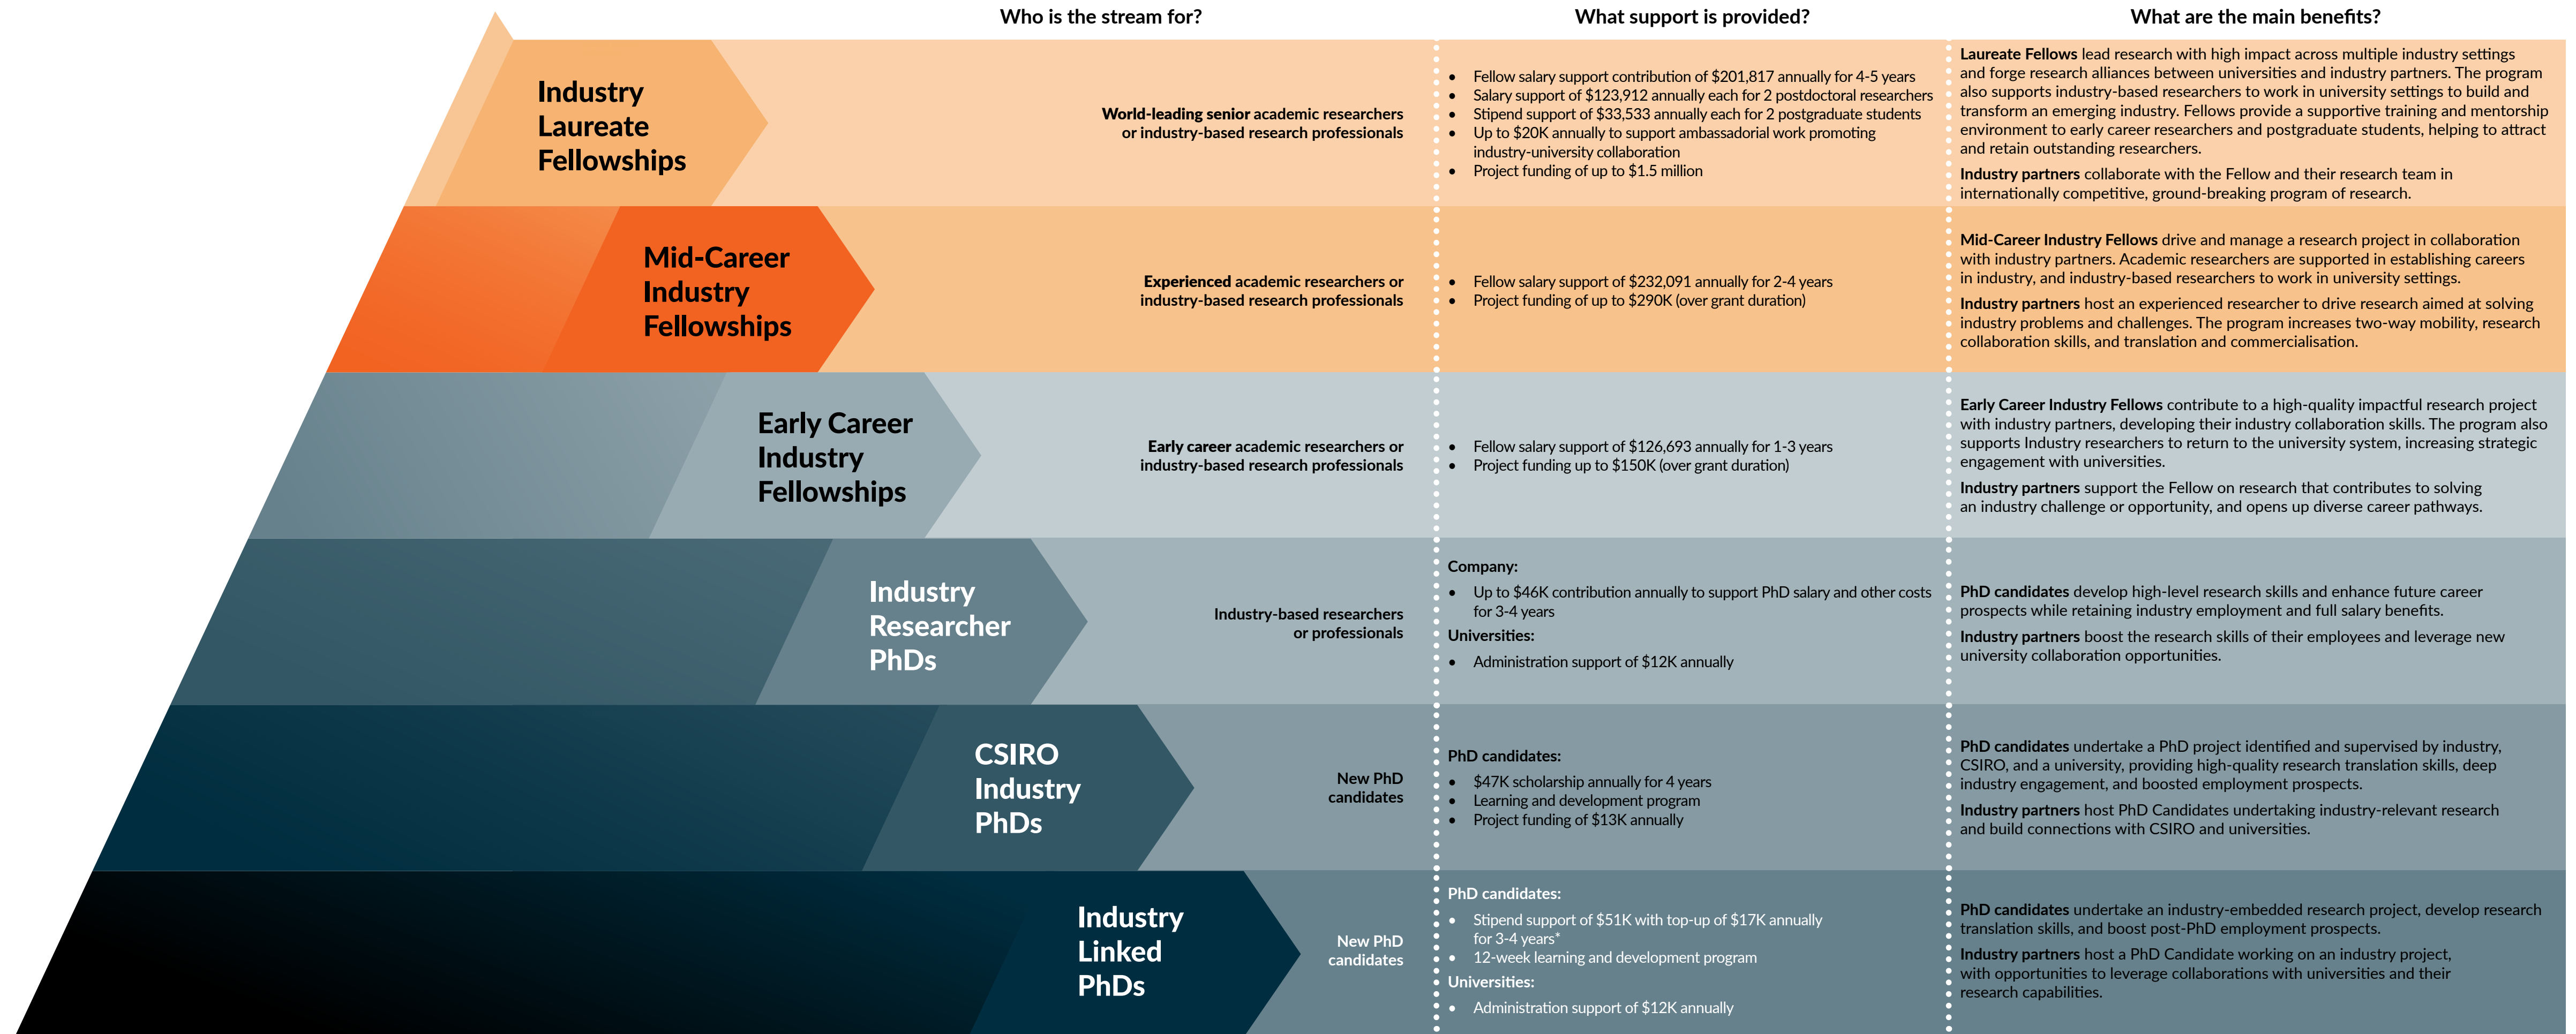 Who is the stream for?
What support is provided?
What are the main benefits?
Industry
Laureate
Fellowships
World-leading senior academic researchers
or industry-based research professionals
• Fellow salary support contribution of $201,817 annually for 4-5 years
• Salary support of $123,912 annually each for 2 postdoctoral researchers
• Stipend support of $33,533 annually each for 2 postgraduate students
• Up to $20K annually to support ambassadorial work promoting
industry-university collaboration
• Project funding of up to $1.5 million
Laureate Fellows lead research with high impact across multiple industry settings
and forge research alliances between universities and industry partners. The program
also supports industry-based researchers to work in university settings to build and
transform an emerging industry. Fellows provide a supportive training and mentorship
environment to early career researchers and postgraduate students, helping to attract
and retain outstanding researchers.
Industry partners collaborate with the Fellow and their research team in
internationally competitive, ground-breaking program of research.
Mid-Career
Industry
Fellowships
Experienced academic researchers or
industry-based research professionals
• Fellow salary support of $232,091 annually for 2-4 years
• Project funding of up to $290K (over grant duration)
Mid-Career Industry Fellows drive and manage a research project in collaboration
with industry partners. Academic researchers are supported in establishing careers
in industry, and industry-based researchers to work in university settings.
Industry partners host an experienced researcher to drive research aimed at solving
industry problems and challenges. The program increases two-way mobility, research
collaboration skills, and translation and commercialisation.
Early Career
Industry
Fellowships
Early career academic researchers or
industry-based research professionals
• Fellow salary support of $126,693 annually for 1-3 years
• Project funding up to $150K (over grant duration)
Early Career Industry Fellows contribute to a high-quality impactful research project
with industry partners, developing their industry collaboration skills. The program also
supports Industry researchers to return to the university system, increasing strategic
engagement with universities.
Industry partners support the Fellow on research that contributes to solving
an industry challenge or opportunity, and opens up diverse career pathways.
Industry
Researcher
PhDs
Industry-based researchers
or professionals
Company:
• Up to $46K contribution annually to support PhD salary and other costs
for 3-4 years
Universities:
• Administration support of $12K annually
PhD candidates develop high-level research skills and enhance future career
prospects while retaining industry employment and full salary benefits.
Industry partners boost the research skills of their employees and leverage new
university collaboration opportunities.
CSIRO
Industry
PhDs
New PhD
candidates
PhD candidates:
• $47K scholarship annually for 4 years
• Learning and development program
• Project funding of $13K annually
PhD candidates undertake a PhD project identified and supervised by industry,
CSIRO, and a university, providing high-quality research translation skills, deep
industry engagement, and boosted employment prospects.
Industry partners host PhD Candidates undertaking industry-relevant research
and build connections with CSIRO and universities.
Industry
Linked
PhDs
New PhD
candidates
PhD candidates:
• Stipend support of $51K with top-up of $17K annually
for 3-4 years*
• 12-week learning and development program
Universities:
• Administration support of $12K annually
PhD candidates undertake an industry-embedded research project, develop research
translation skills, and boost post-PhD employment prospects.
Industry partners host a PhD Candidate working on an industry project,
with opportunities to leverage collaborations with universities and their
research capabilities.